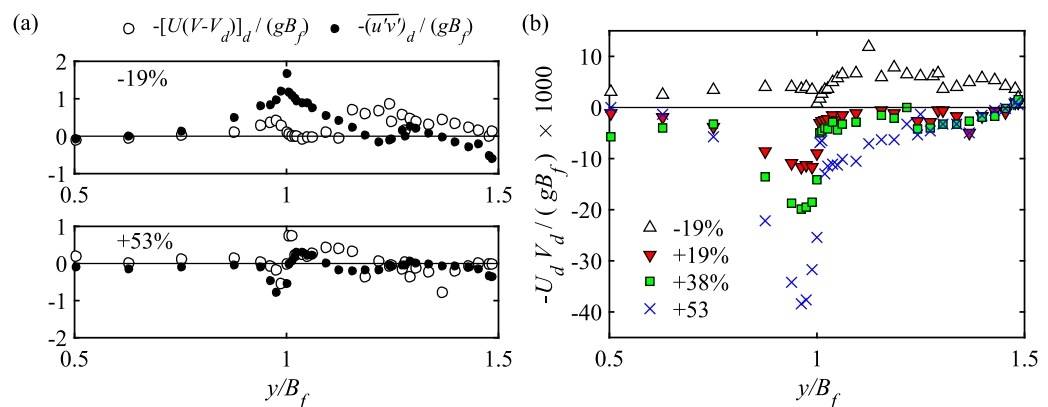 (a) ○ -[U(V-V_d)]_d / (gB_f) ● -(\overline{u'v'})_d / (gB_f)
2
-19%
1
0
-1
0.5 1 1.5
1
+53%
0
-1
-2
0.5 1 1.5
y/B_f
(b)
10
0
-10
-20
-30
-40
-U_d V_d / (gB_f) × 1000
△ -19%
▼ +19%
■ +38%
× +53
0.5 1 1.5
y/B_f